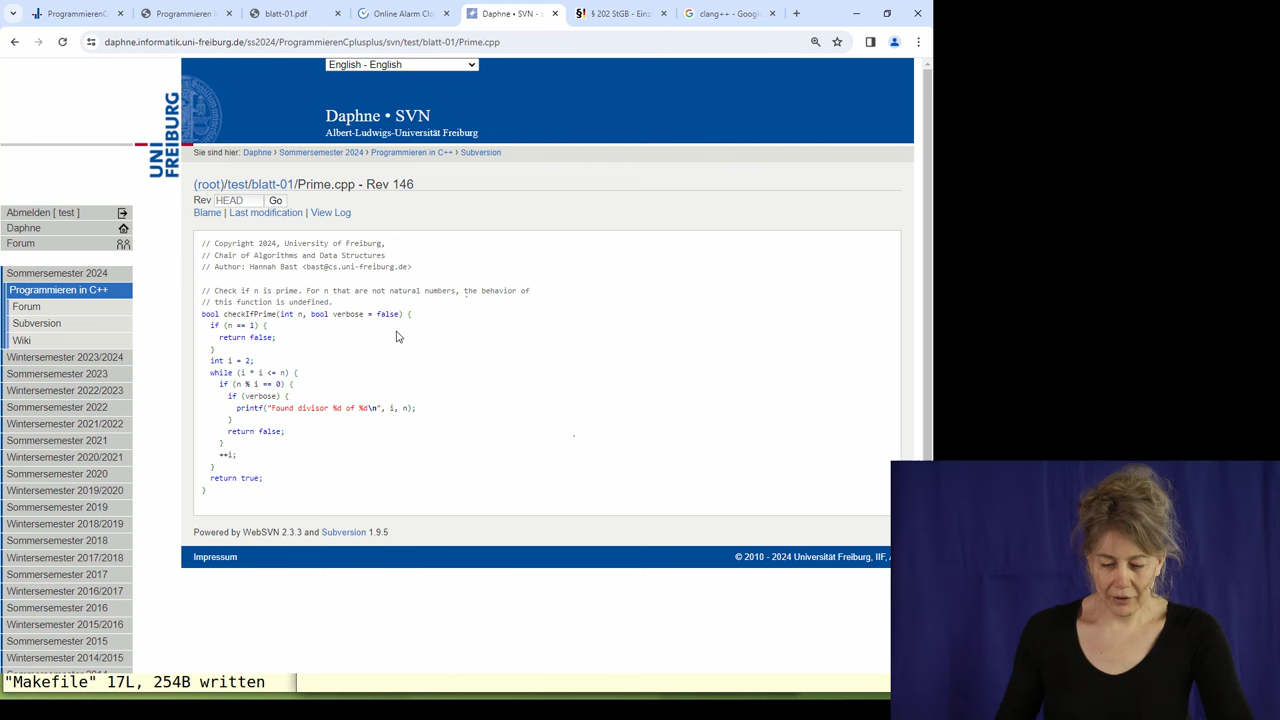 ProgrammierenC
Programmieren in
blatt-01.pdf
Online Alarm Clo
Daphne • SVN - s
§ 202 StGB - Einz
clang++ - Google
daphne.informatik.uni-freiburg.de/ss2024/ProgrammierenCplusplus/svn/test/blatt-01/Prime.cpp
English - English
UNI
FREIBURG
Daphne • SVN
Albert-Ludwigs-Universität Freiburg
Sie sind hier: Daphne › Sommersemester 2024 › Programmieren in C++ › Subversion
(root)/test/blatt-01/Prime.cpp - Rev 146
Rev HEAD Go
Blame | Last modification | View Log
Abmelden [ test ]
Daphne
Forum
Sommersemester 2024
Programmieren in C++
Forum
Subversion
Wiki
Wintersemester 2023/2024
Sommersemester 2023
Wintersemester 2022/2023
Sommersemester 2022
Wintersemester 2021/2022
Sommersemester 2021
Wintersemester 2020/2021
Sommersemester 2020
Wintersemester 2019/2020
Sommersemester 2019
Wintersemester 2018/2019
Sommersemester 2018
Wintersemester 2017/2018
Sommersemester 2017
Wintersemester 2016/2017
Sommersemester 2016
Wintersemester 2015/2016
Sommersemester 2015
Wintersemester 2014/2015
// Copyright 2024, University of Freiburg,
// Chair of Algorithms and Data Structures
// Author: Hannah Bast <bast@cs.uni-freiburg.de>
// Check if n is prime. For n that are not natural numbers, the behavior of
// this function is undefined.
bool checkIfPrime(int n, bool verbose = false) {
if (n == 1) {
return false;
}
int i = 2;
while (i * i <= n) {
if (n % i == 0) {
if (verbose) {
printf("Found divisor %d of %d\n", i, n);
}
return false;
}
++i;
}
return true;
}
Powered by WebSVN 2.3.3 and Subversion 1.9.5
Impressum
© 2010 - 2024 Universität Freiburg, IIF,
"Makefile" 17L, 254B written